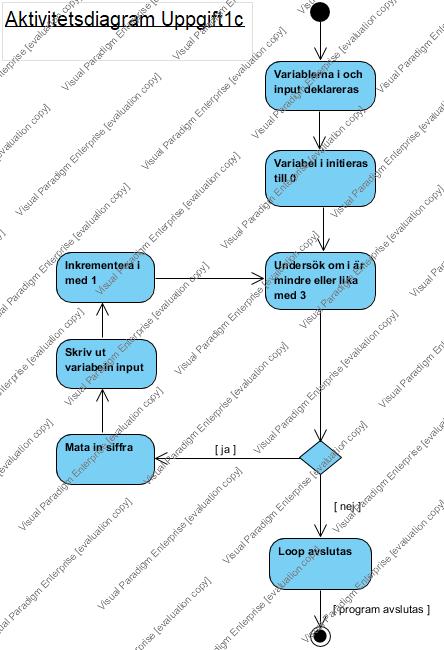 Aktivitetsdiagram Uppgift1c
Variablerna i och
input deklareras
Variabel i initieras
till 0
Undersök om i är
mindre eller lika
med 3
Inkrementera i
med 1
Skriv ut
variabeln input
Mata in siffra
[ ja ]
[ nej ]
Loop avslutas
[ program avslutas ]
Visual Paradigm Enterprise [evaluation copy]